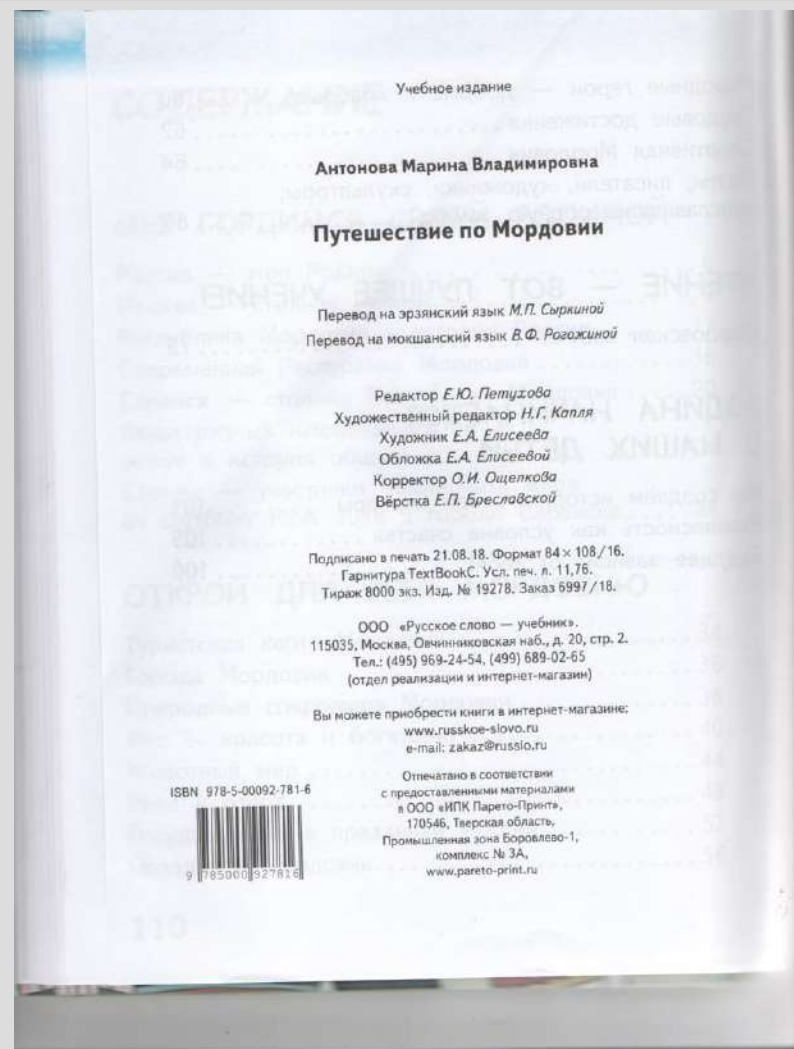 Учебное издание
Антонова Марина Владимировна
Путешествие по Мордовии
Перевод на эрзянский язык М.П. Сыркиной
Перевод на мокшанский язык В.Ф. Рогожиной
Редактор Е.Ю. Петухова
Художественный редактор Н.Г. Капля
Художник Е.А. Елисеева
Обложка Е.А. Елисеевой
Корректор О.И. Ощепкова
Вёрстка Е.П. Бреславской
Подписано в печать 21.08.18. Формат 84 × 108/16.
Гарнитура TextBookC. Усл. печ. л. 11,76.
Тираж 8000 экз. Изд. № 19278. Заказ 6997/18.
ООО «Русское слово — учебник».
115035, Москва, Овчинниковская наб., д. 20, стр. 2.
Тел.: (495) 969-24-54, (499) 689-02-65
(отдел реализации и интернет-магазин)
Вы можете приобрести книги в интернет-магазине:
www.russkoe-slovo.ru
e-mail: zakaz@russlo.ru
Отпечатано в соответствии
с предоставленными материалами
в ООО «ИПК Парето-Принт»,
170546, Тверская область,
Промышленная зона Боровлево-1,
комплекс № 3А,
www.pareto-print.ru
ISBN 978-5-00092-781-6
9 785000 927816